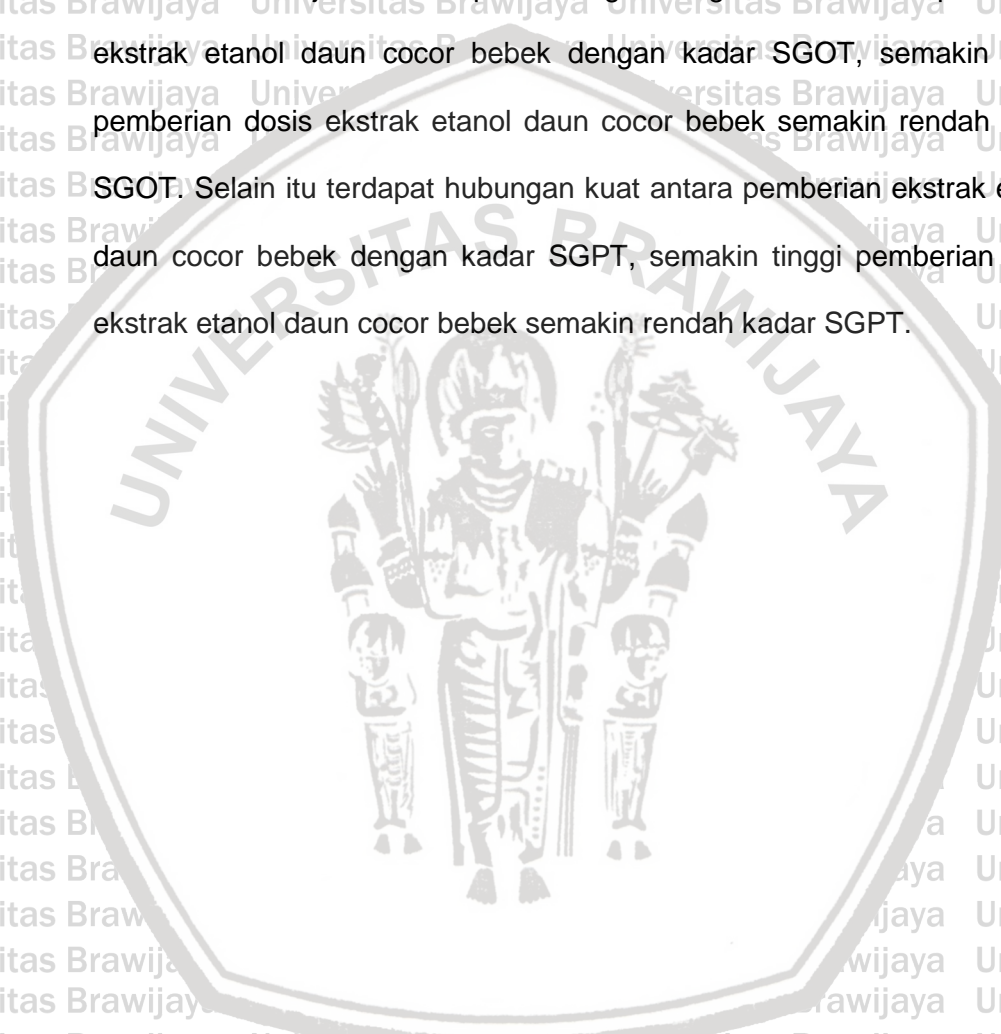 ekstrak etanol daun cocor bebek dengan kadar SGOT, semakin
pemberian dosis ekstrak etanol daun cocor bebek semakin rendah
SGOT. Selain itu terdapat hubungan kuat antara pemberian ekstrak
daun cocor bebek dengan kadar SGPT, semakin tinggi pemberian
ekstrak etanol daun cocor bebek semakin rendah kadar SGPT.
UNIVERSITAS BRAWIJAYA